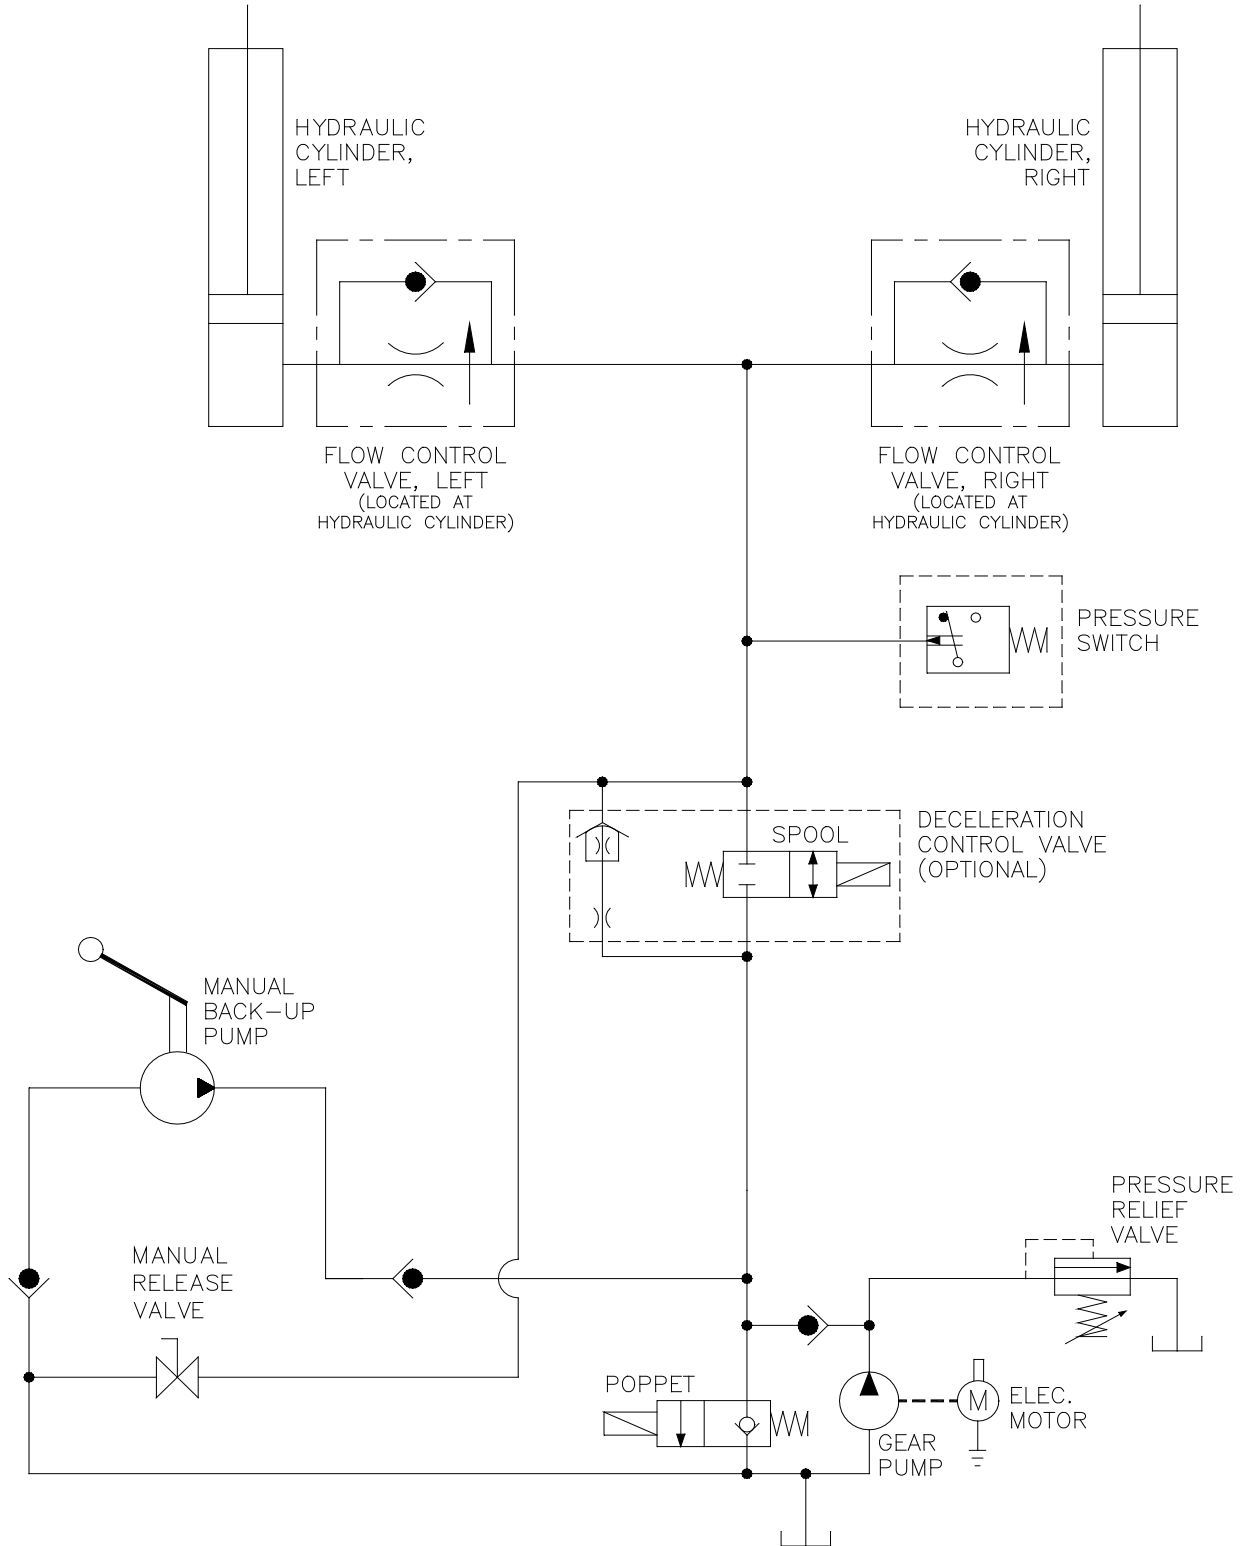 HYDRAULIC
CYLINDER,
LEFT
HYDRAULIC
CYLINDER,
RIGHT
FLOW CONTROL
VALVE, LEFT
(LOCATED AT
HYDRAULIC CYLINDER)
FLOW CONTROL
VALVE, RIGHT
(LOCATED AT
HYDRAULIC CYLINDER)
PRESSURE
SWITCH
SPOOL
DECELERATION
CONTROL VALVE
(OPTIONAL)
MANUAL
BACK-UP
PUMP
PRESSURE
RELIEF
VALVE
MANUAL
RELEASE
VALVE
POPPET
M
ELEC.
MOTOR
GEAR
PUMP